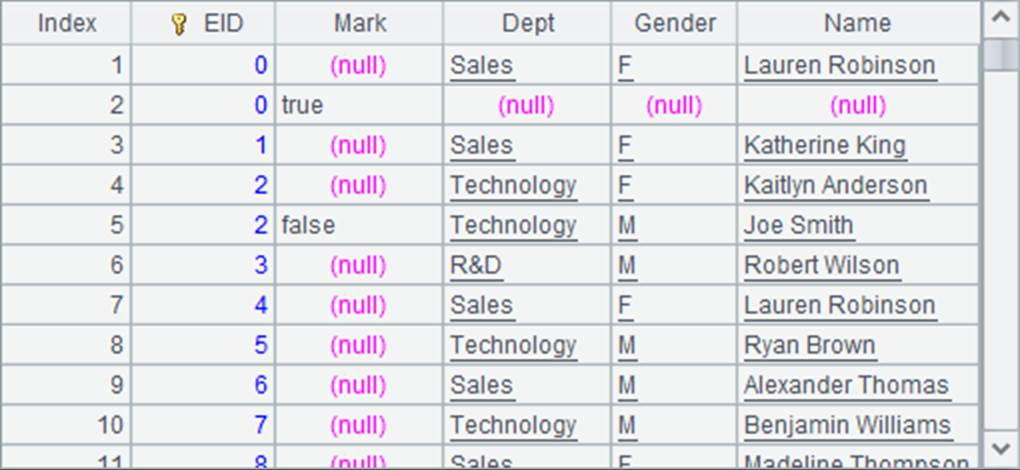 Index EID Mark Dept Gender Name
1 0 (null) Sales F Lauren Robinson
2 0 true (null) (null) (null)
3 1 (null) Sales F Katherine King
4 2 (null) Technology F Kaitlyn Anderson
5 2 false Technology M Joe Smith
6 3 (null) R&D M Robert Wilson
7 4 (null) Sales F Lauren Robinson
8 5 (null) Technology M Ryan Brown
9 6 (null) Sales M Alexander Thomas
10 7 (null) Technology M Benjamin Williams
11 8 (null) Sales F Madeline Thompson